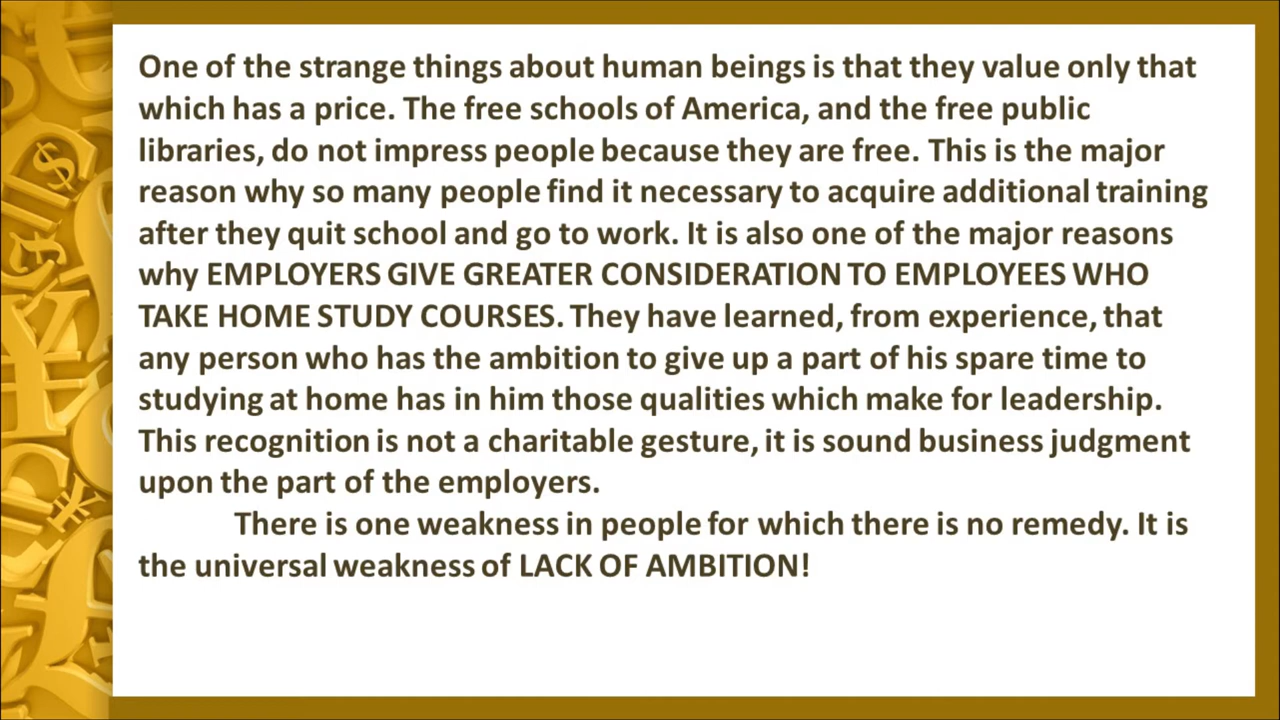 One of the strange things about human beings is that they value only that
which has a price. The free schools of America, and the free public
libraries, do not impress people because they are free. This is the major
reason why so many people find it necessary to acquire additional training
after they quit school and go to work. It is also one of the major reasons
why EMPLOYERS GIVE GREATER CONSIDERATION TO EMPLOYEES WHO
TAKE HOME STUDY COURSES. They have learned, from experience, that
any person who has the ambition to give up a part of his spare time to
studying at home has in him those qualities which make for leadership.
This recognition is not a charitable gesture, it is sound business judgment
upon the part of the employers.
There is one weakness in people for which there is no remedy. It is
the universal weakness of LACK OF AMBITION!